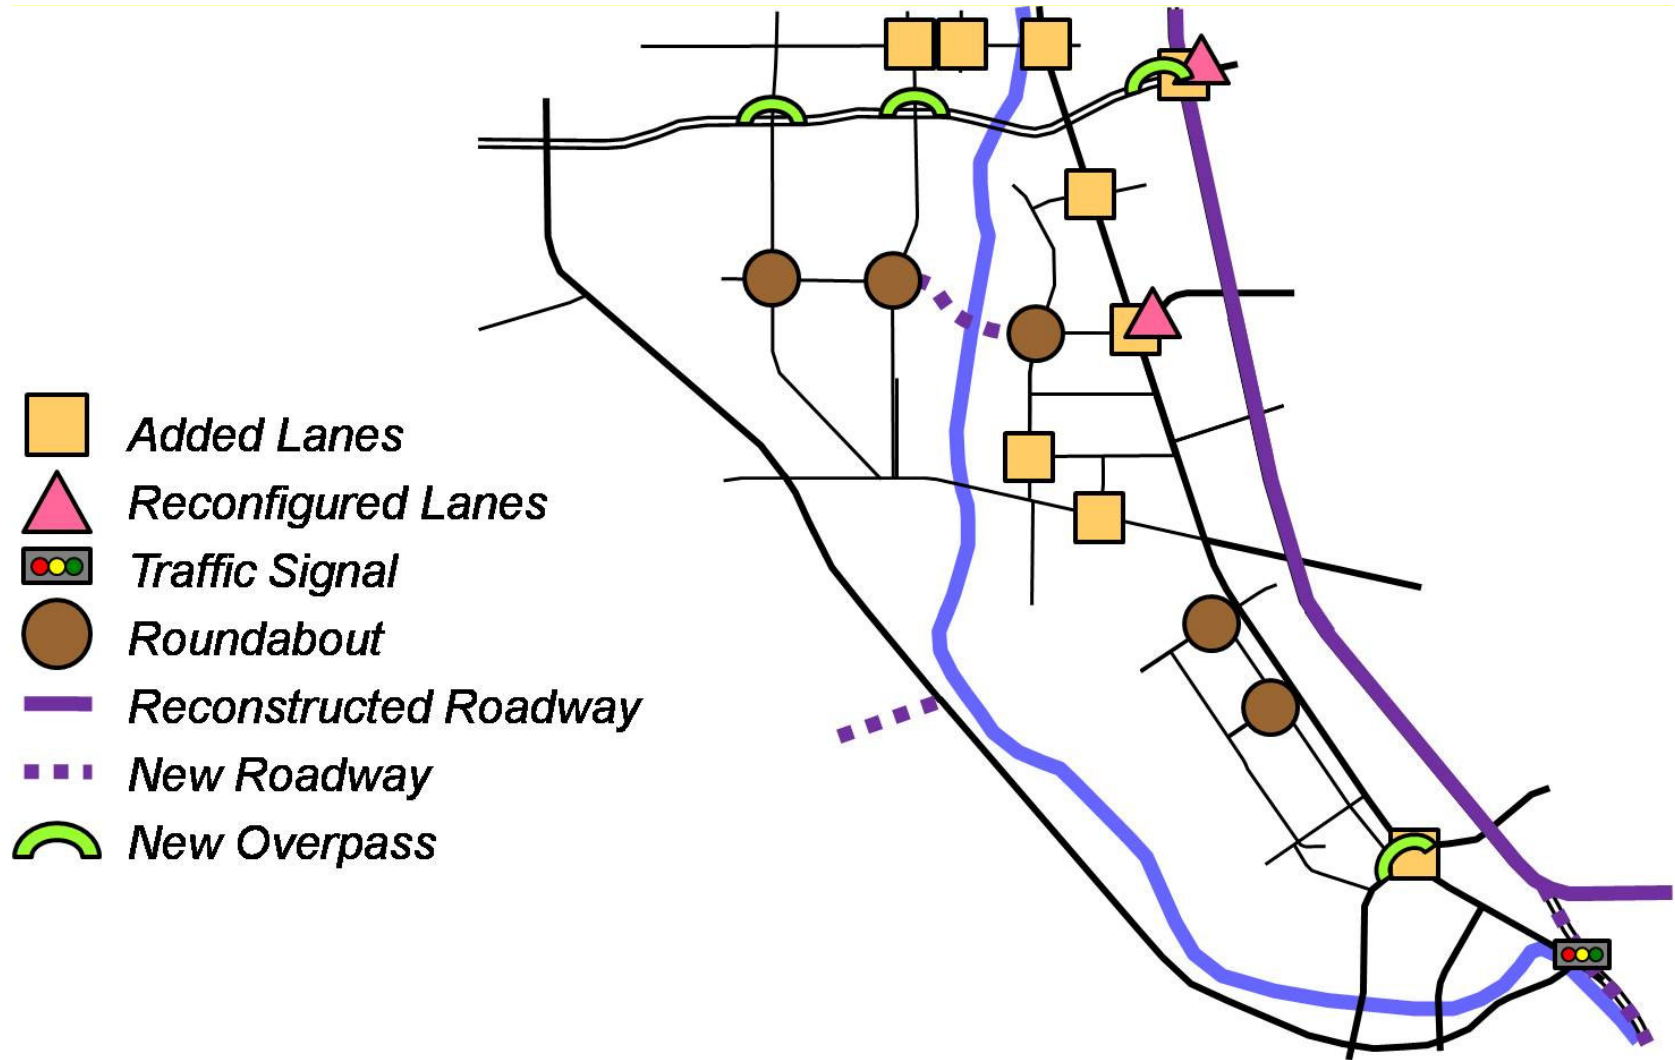 Added Lanes
Reconfigured Lanes
Traffic Signal
Roundabout
Reconstructed Roadway
New Roadway
New Overpass